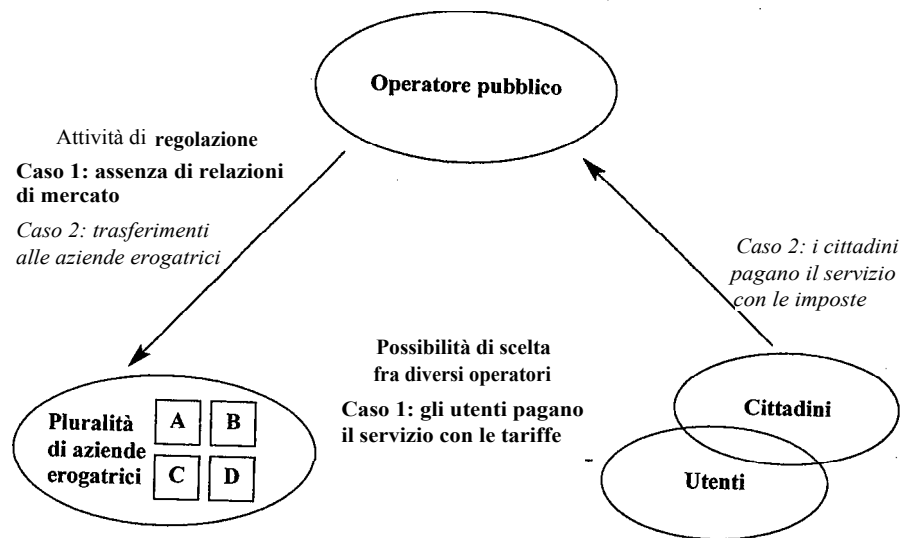 Operatore pubblico
Attività di regolazione
Caso 1: assenza di relazioni
di mercato
Caso 2: trasferimenti
alle aziende erogatrici
Caso 2: i cittadini
pagano il servizio
con le imposte
Possibilità di scelta
fra diversi operatori
Caso 1: gli utenti pagano
il servizio con le tariffe
Pluralità
di aziende
erogatrici
A B
C D
Cittadini
Utenti